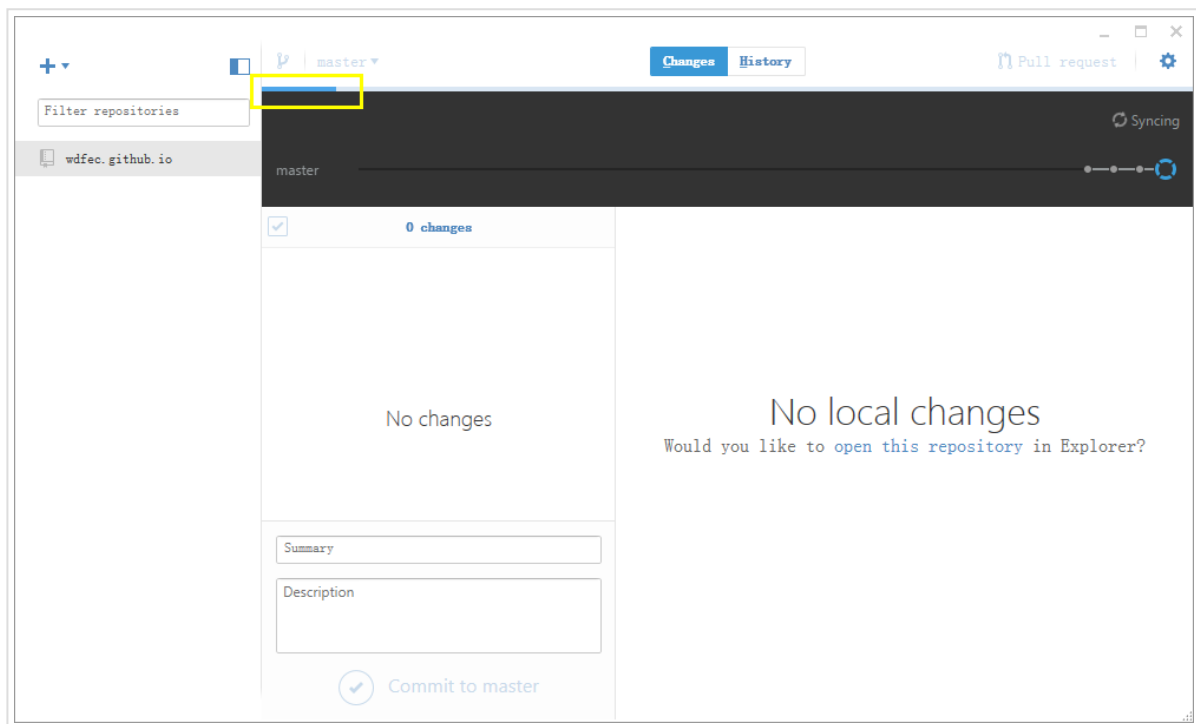 master
Changes
History
Pull request
Filter repositories
Syncing
wdfec.github.io
master
0 changes
No changes
No local changes
Would you like to open this repository in Explorer?
Summary
Description
Commit to master